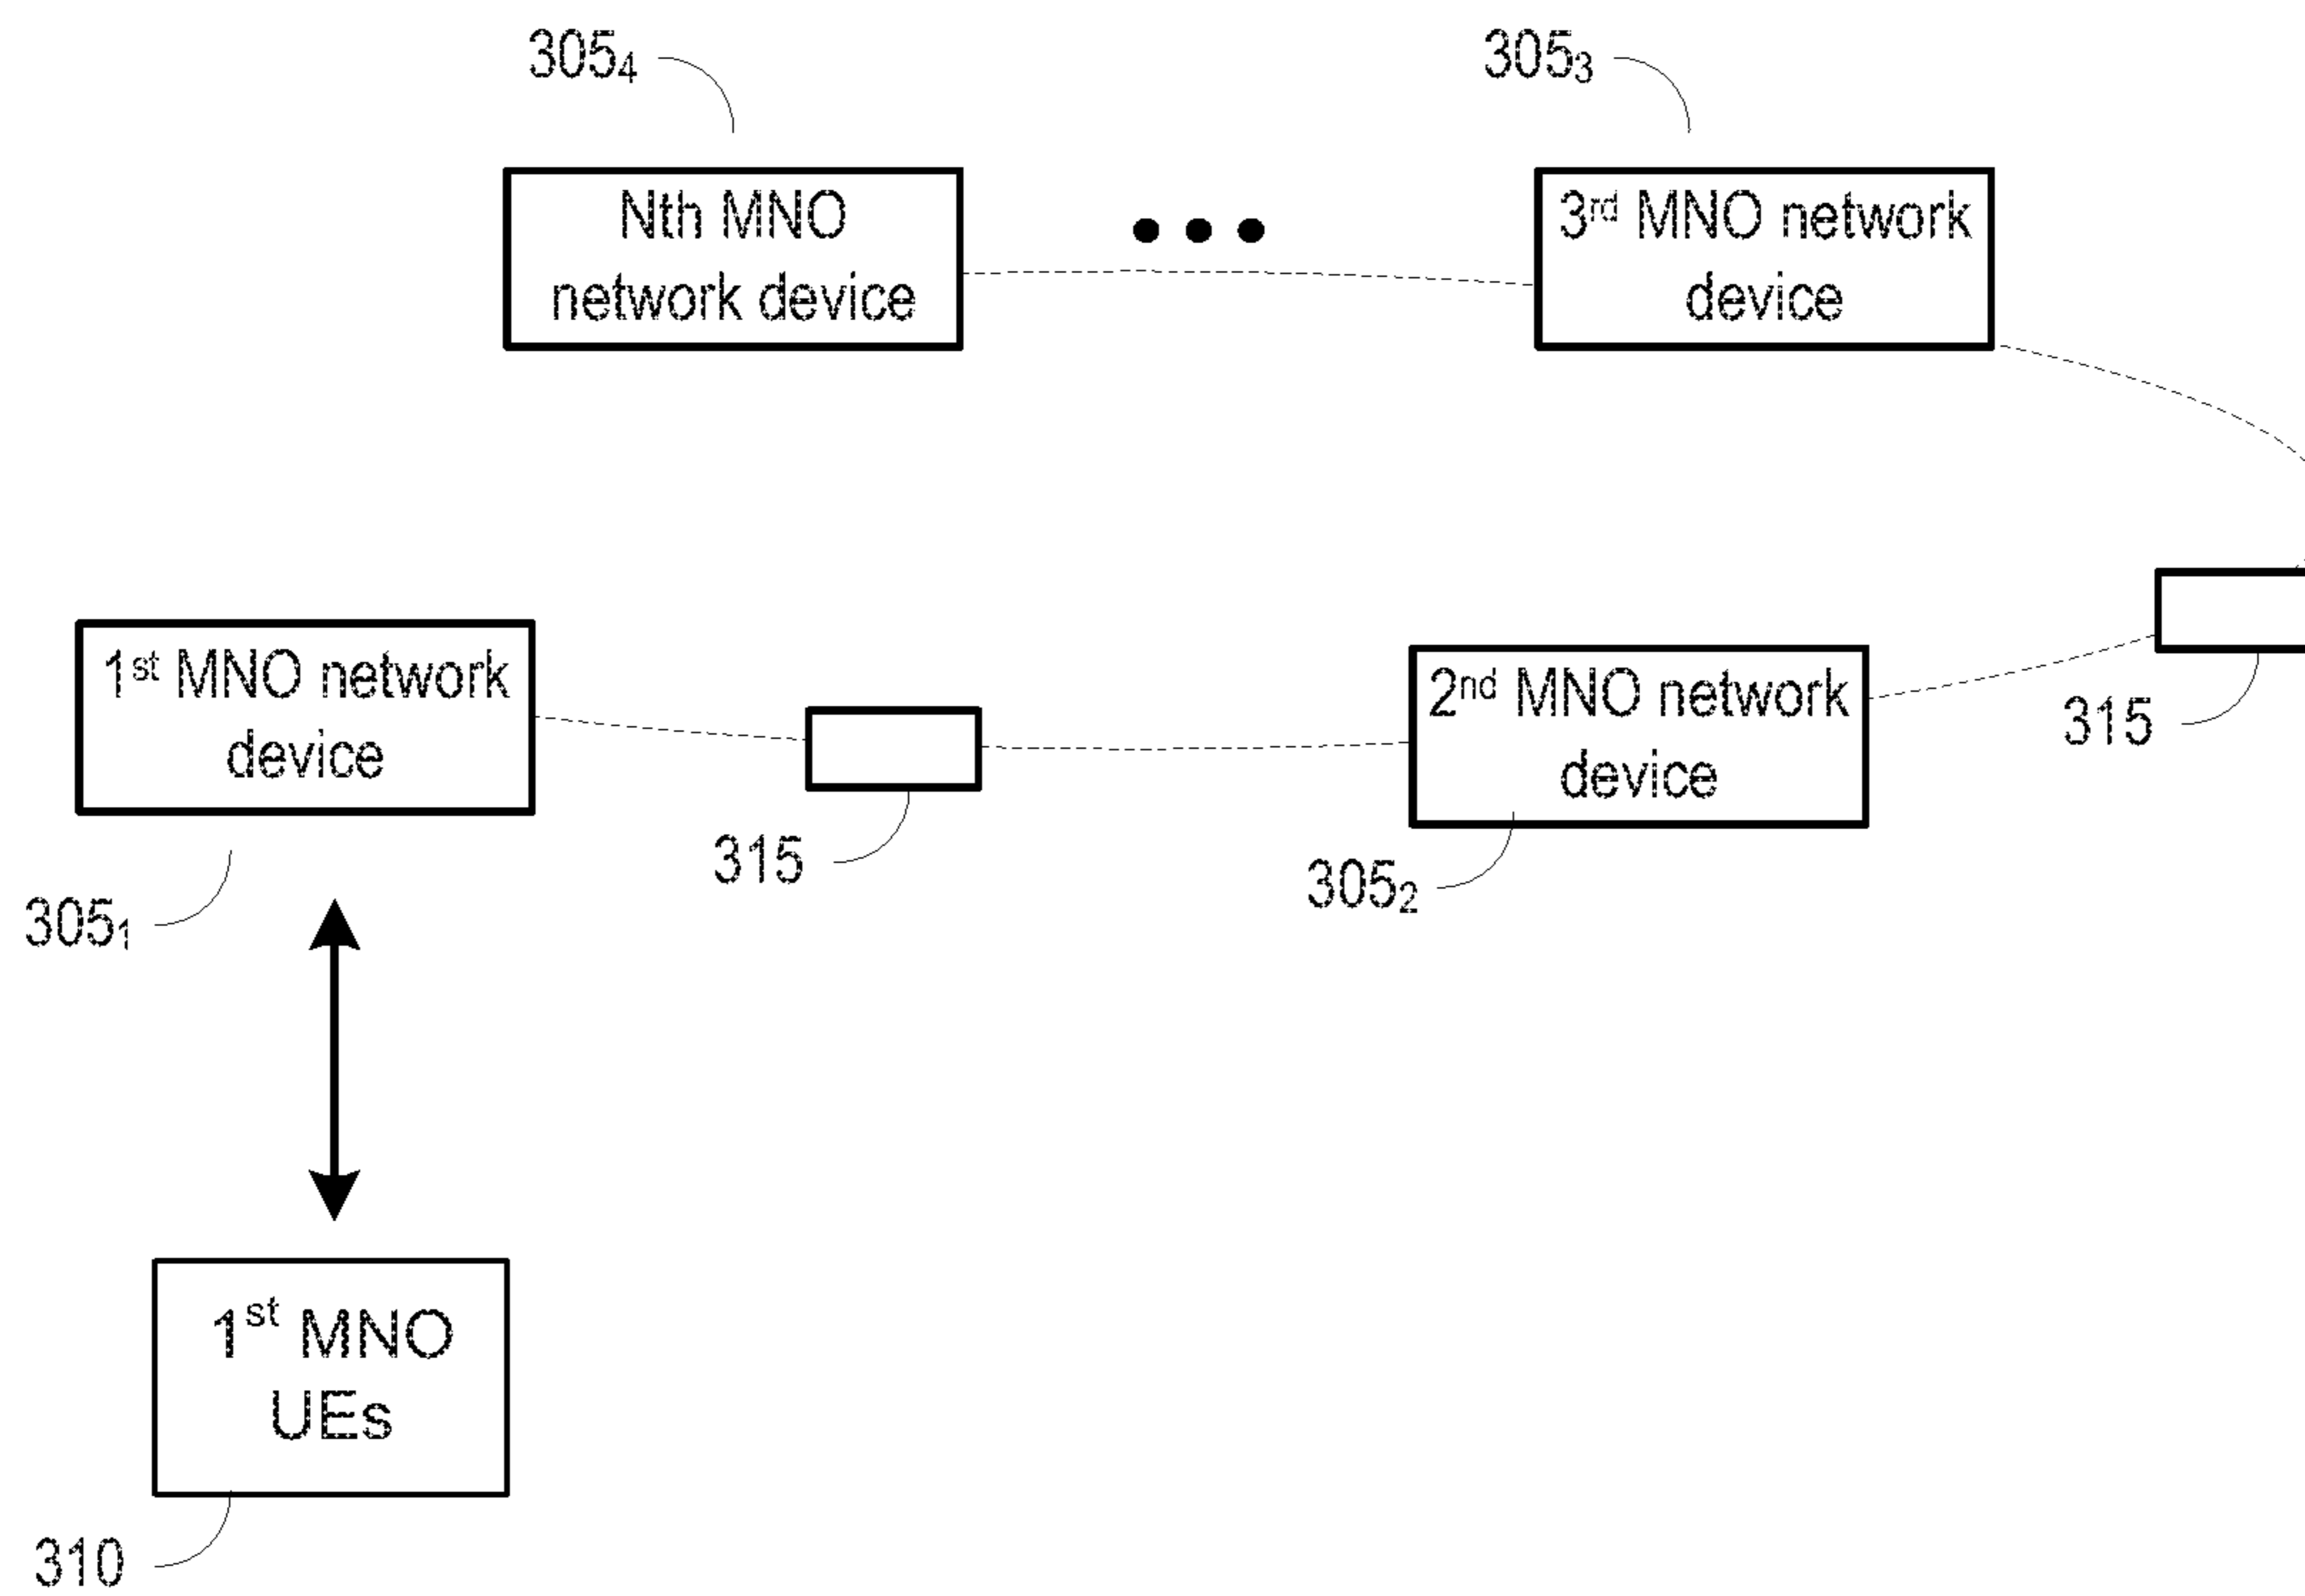 305₄
305₃
Nth MNO
network device
3rd MNO network
device
1st MNO network
device
2nd MNO network
device
315
315
305₂
305₁
1st MNO
UEs
310